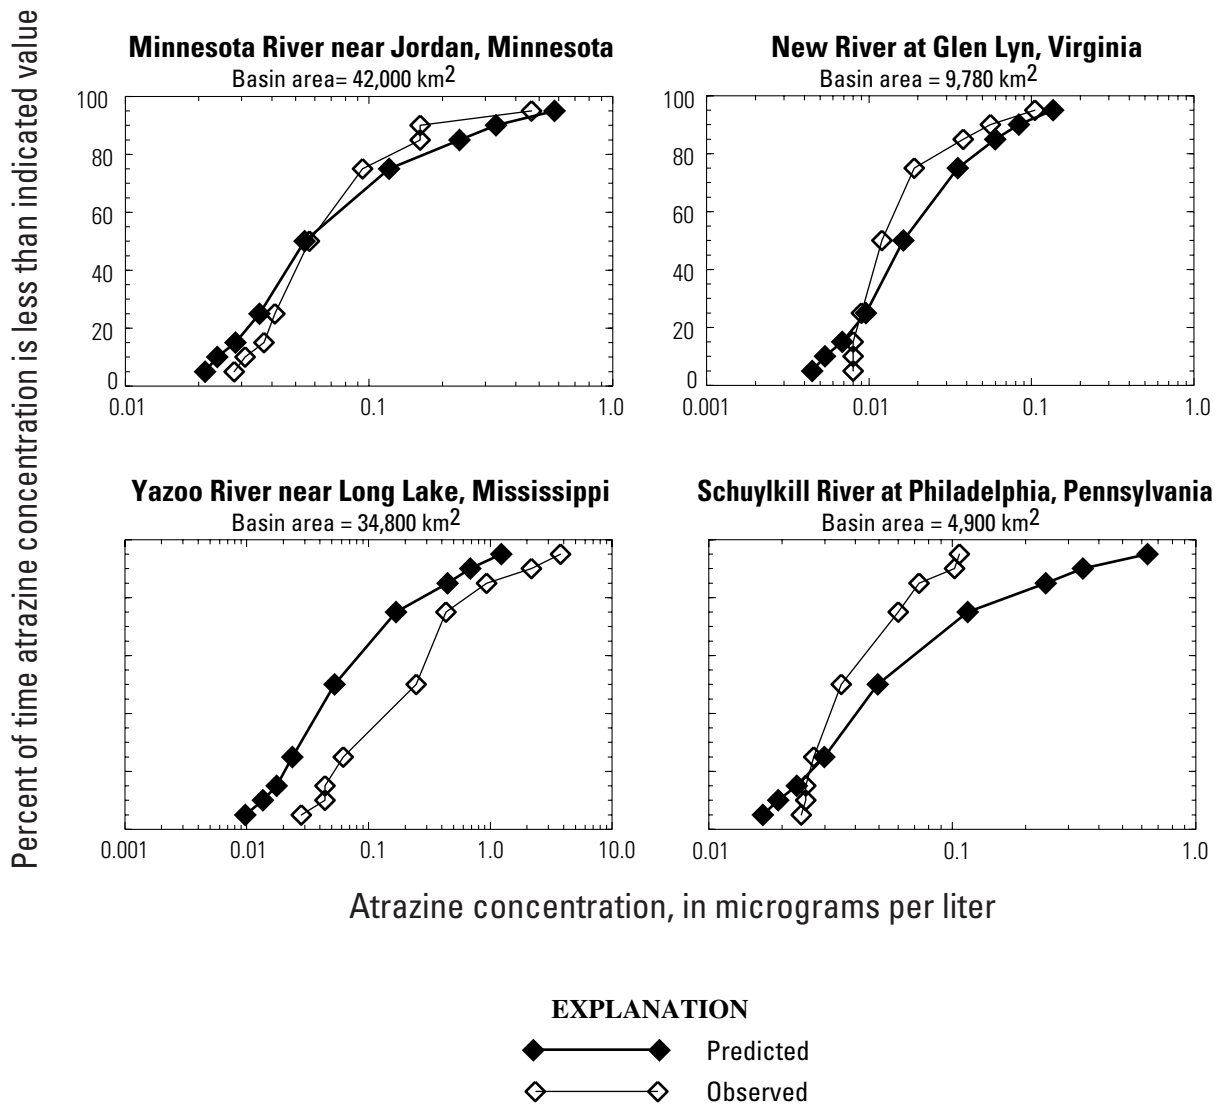 Percent of time atrazine concentration is less than indicated value
Minnesota River near Jordan, Minnesota
Basin area= 42,000 km2
100
80
60
40
20
0
0.01
0.1
1.0
New River at Glen Lyn, Virginia
Basin area = 9,780 km2
100
80
60
40
20
0
0.001
0.01
0.1
1.0
Yazoo River near Long Lake, Mississippi
Basin area = 34,800 km2
0.001
0.01
0.1
1.0
10.0
Schuylkill River at Philadelphia, Pennsylvania
Basin area = 4,900 km2
0.01
0.1
1.0
Atrazine concentration, in micrograms per liter
EXPLANATION
Predicted
Observed